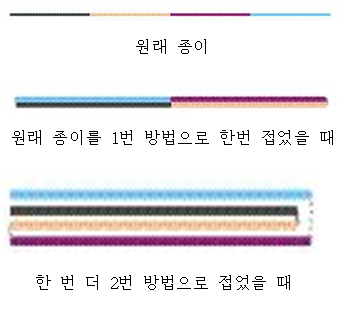 원래 종이
원래 종이를 1번 방법으로 한번 접었을 때
한 번 더 2번 방법으로 접었을 때